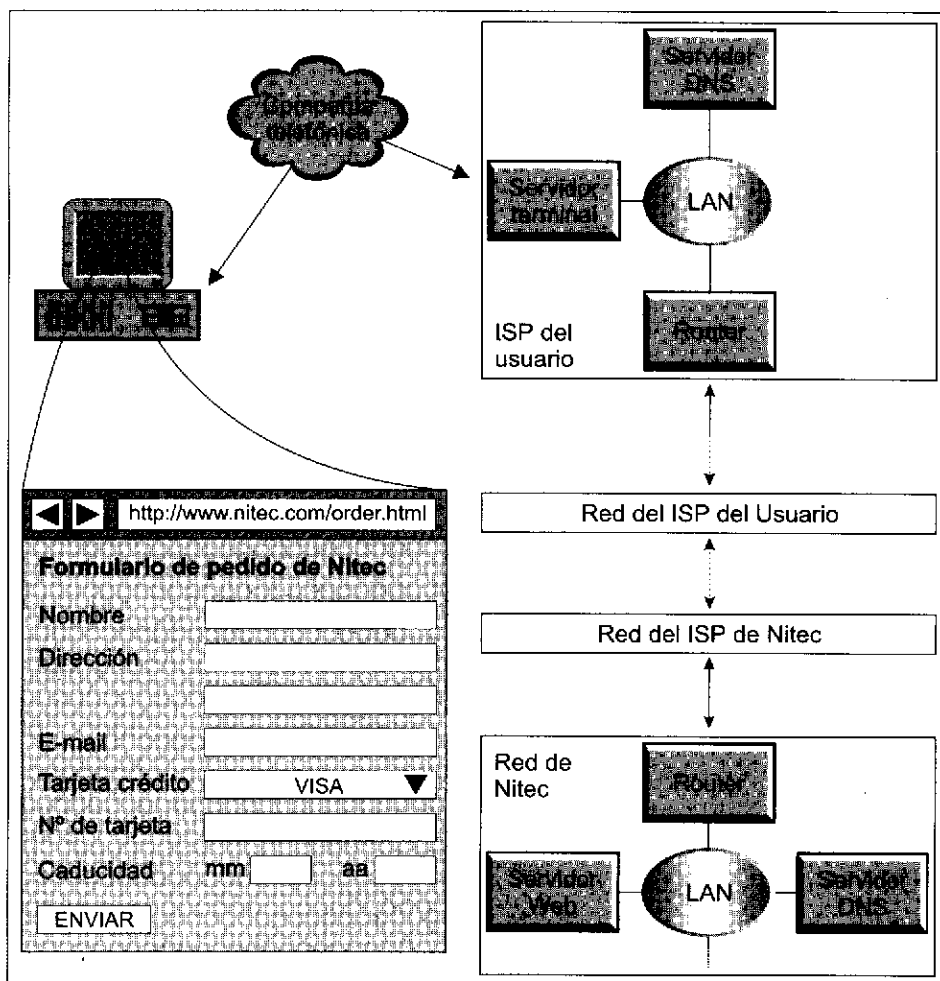 Compañía
telefónica
Servidor
DNS
Servidor
terminal
LAN
Router
ISP del
usuario
http://www.nitec.com/order.html
Formulario de pedido de Nitec
Nombre
Dirección
E-mail
Tarjeta crédito
VISA
Nº de tarjeta
Caducidad mm aa
ENVIAR
Red del ISP del Usuario
Red del ISP de Nitec
Red de
Nitec
Router
Servidor
Web
LAN
Servidor
DNS